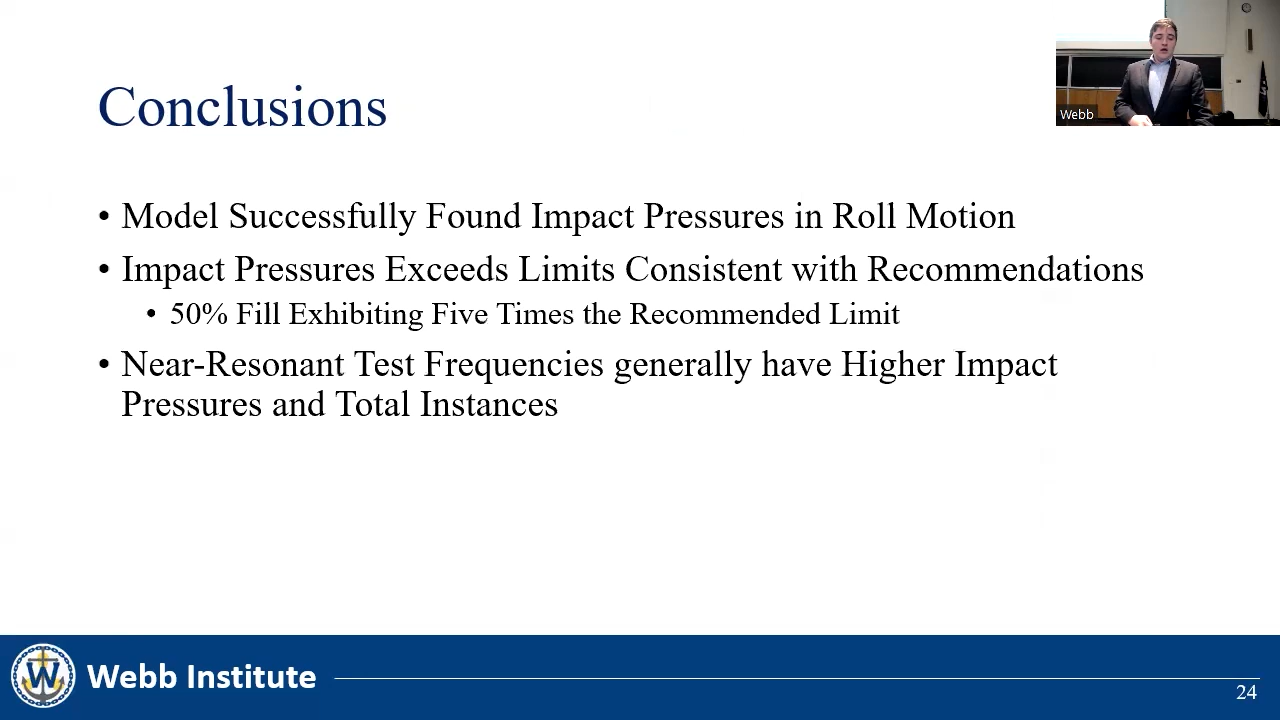 Webb
Conclusions
• Model Successfully Found Impact Pressures in Roll Motion
• Impact Pressures Exceeds Limits Consistent with Recommendations
• 50% Fill Exhibiting Five Times the Recommended Limit
• Near-Resonant Test Frequencies generally have Higher Impact
Pressures and Total Instances
W
Webb Institute
24